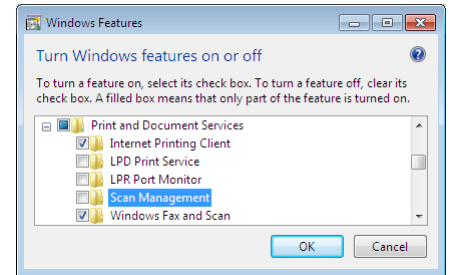 Windows Features
Turn Windows features on or off
To turn a feature on, select its check box. To turn a feature off, clear its
check box. A filled box means that only part of the feature is turned on.
Print and Document Services
Internet Printing Client
LPD Print Service
LPR Port Monitor
Scan Management
Windows Fax and Scan
OK Cancel